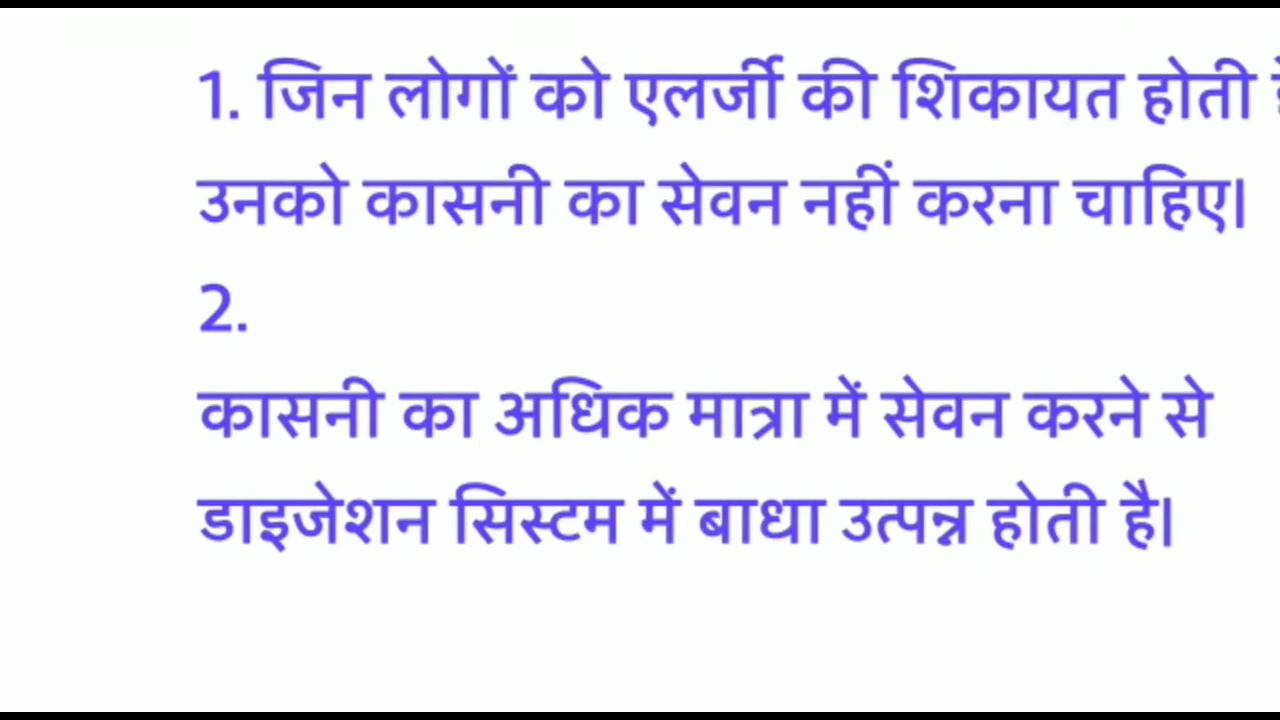 1. जिन लोगों को एलर्जी की शिकायत होती
उनको कासनी का सेवन नहीं करना चाहिए।
2.
कासनी का अधिक मात्रा में सेवन करने से
डाइजेशन सिस्टम में बाधा उत्पन्न होती है।